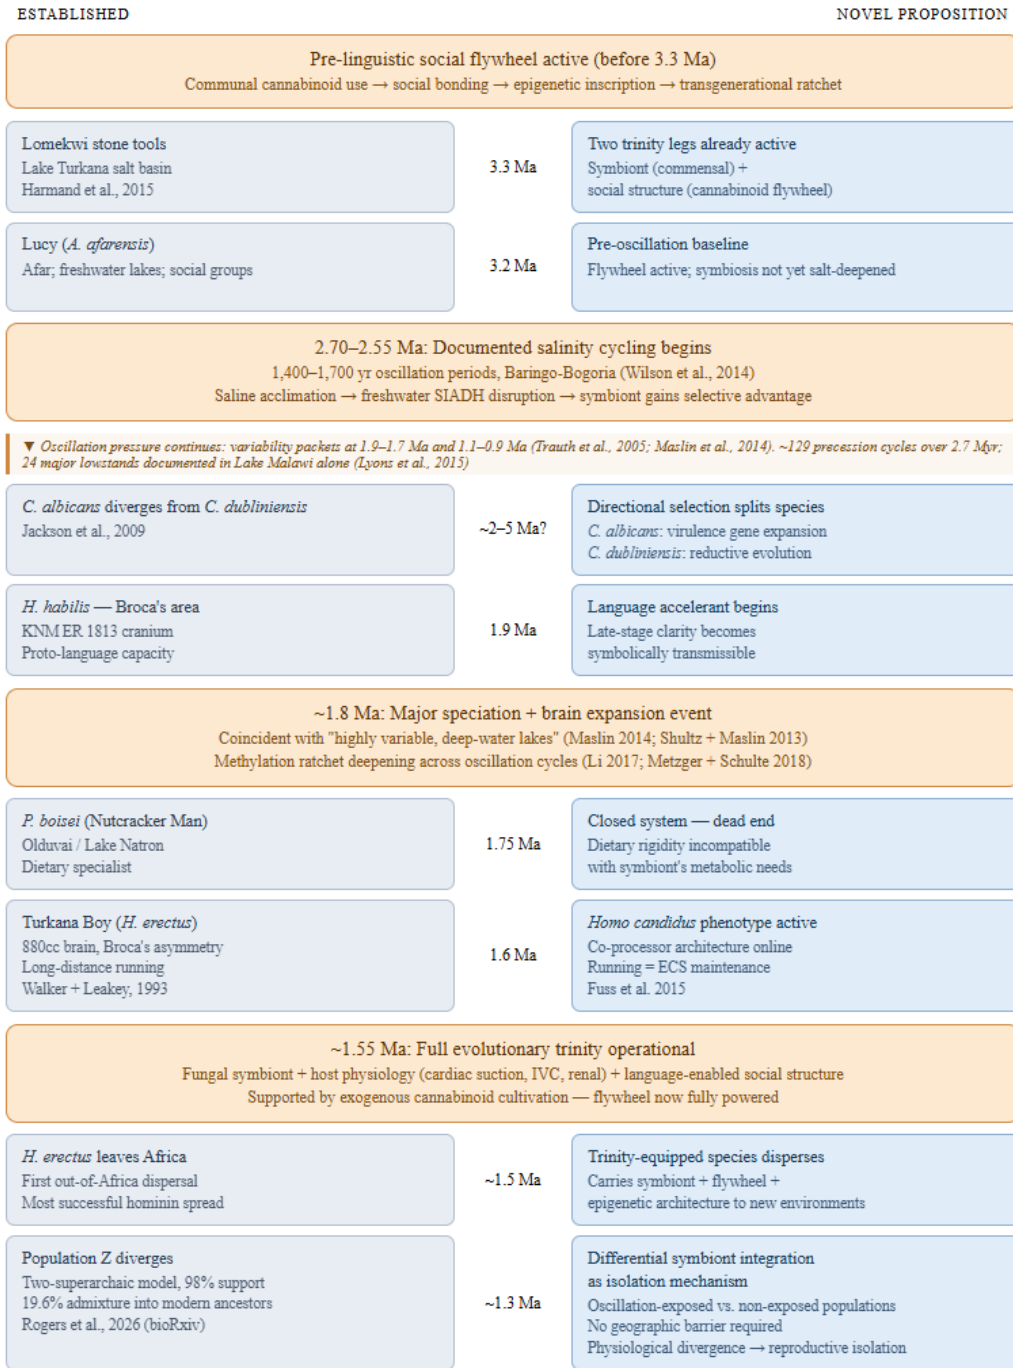 ESTABLISHED
NOVEL PROPOSITION
Pre-linguistic social flywheel active (before 3.3 Ma)
Communal cannabinoid use → social bonding → epigenetic inscription → transgenerational ratchet
Lomekwi stone tools
Lake Turkana salt basin
Harmand et al., 2015
3.3 Ma
Two trinity legs already active
Symbiont (commensal) +
social structure (cannabinoid flywheel)
Lucy (A. afarensis)
Afar; freshwater lakes; social groups
3.2 Ma
Pre-oscillation baseline
Flywheel active; symbiosis not yet salt-deepened
2.70–2.55 Ma: Documented salinity cycling begins
1,400–1,700 yr oscillation periods, Baringo-Bogoria (Wilson et al., 2014)
Saline acclimation → freshwater SIADH disruption → symbiont gains selective advantage
▼ Oscillation pressure continues: variability packets at 1.9–1.7 Ma and 1.1–0.9 Ma (Trauth et al., 2005; Maslin et al., 2014). ~129 precession cycles over 2.7 Myr;
24 major lowstands documented in Lake Malawi alone (Lyons et al., 2015)
C. albicans diverges from C. dubliniensis
Jackson et al., 2009
~2–5 Ma?
Directional selection splits species
C. albicans: virulence gene expansion
C. dubliniensis: reductive evolution
H. habilis — Broca's area
KNM ER 1813 cranium
Proto-language capacity
1.9 Ma
Language accelerant begins
Late-stage clarity becomes
symbolically transmissible
~1.8 Ma: Major speciation + brain expansion event
Coincident with "highly variable, deep-water lakes" (Maslin 2014; Shultz + Maslin 2013)
Methylation ratchet deepening across oscillation cycles (Li 2017; Metzger + Schulte 2018)
P. boisei (Nutcracker Man)
Olduvai / Lake Natron
Dietary specialist
1.75 Ma
Closed system — dead end
Dietary rigidity incompatible
with symbiont's metabolic needs
Turkana Boy (H. erectus)
880cc brain, Broca's asymmetry
Long-distance running
Walker + Leakey, 1993
1.6 Ma
Homo candidus phenotype active
Co-processor architecture online
Running = ECS maintenance
Fuss et al. 2015
~1.55 Ma: Full evolutionary trinity operational
Fungal symbiont + host physiology (cardiac suction, IVC, renal) + language-enabled social structure
Supported by exogenous cannabinoid cultivation — flywheel now fully powered
H. erectus leaves Africa
First out-of-Africa dispersal
Most successful hominin spread
~1.5 Ma
Trinity-equipped species disperses
Carries symbiont + flywheel +
epigenetic architecture to new environments
Population Z diverges
Two-superarchaic model, 98% support
19.6% admixture into modern ancestors
Rogers et al., 2026 (bioRxiv)
~1.3 Ma
Differential symbiont integration
as isolation mechanism
Oscillation-exposed vs. non-exposed populations
No geographic barrier required
Physiological divergence → reproductive isolation